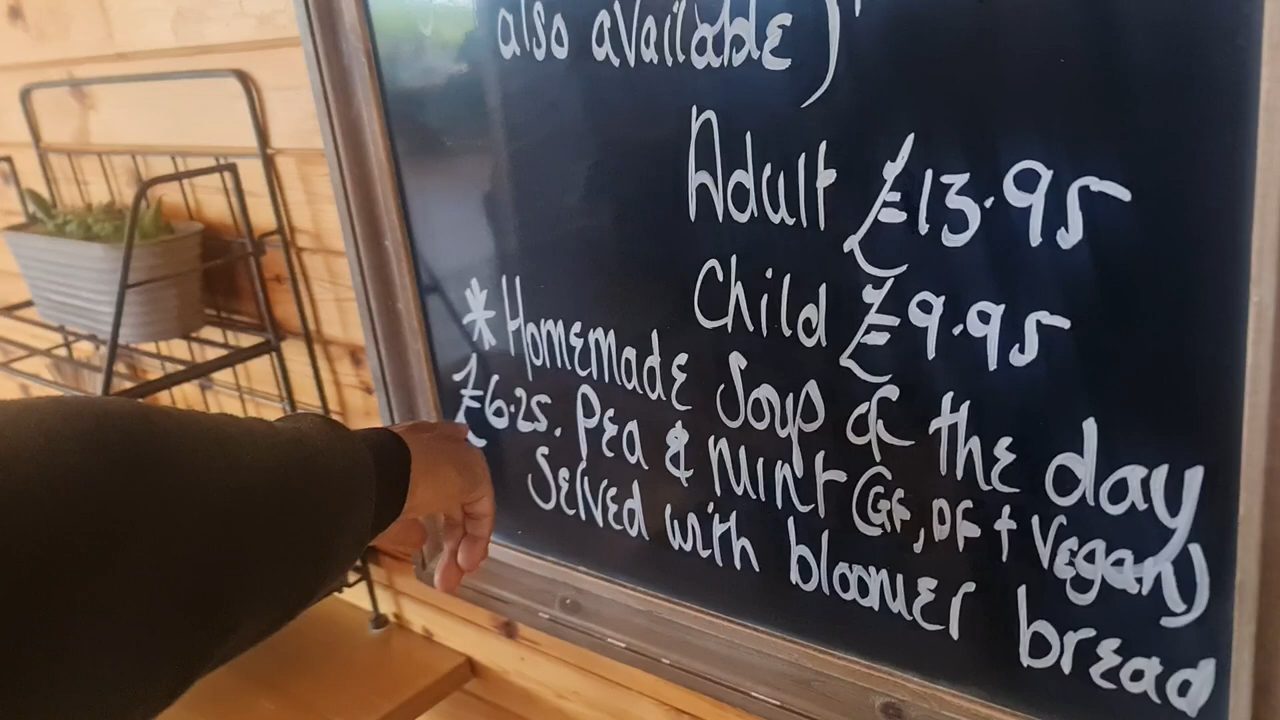 also available)
Adult £13.95
Child £9.95
*Homemade Soup of the day
£6.25. Pea & Mint (GF, DF + Vegan)
Served with bloomer bread